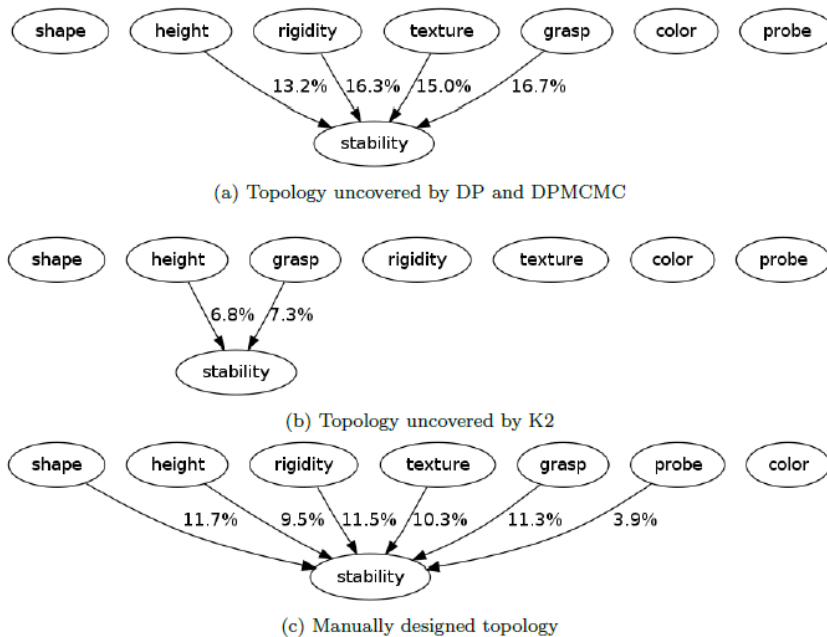 shape height rigidity texture grasp color probe
13.2% 16.3% 15.0% 16.7%
stability
(a) Topology uncovered by DP and DPMCMC
shape height grasp rigidity texture color probe
6.8% 7.3%
stability
(b) Topology uncovered by K2
shape height rigidity texture grasp probe color
11.7% 9.5% 11.5% 10.3% 11.3% 3.9%
stability
(c) Manually designed topology